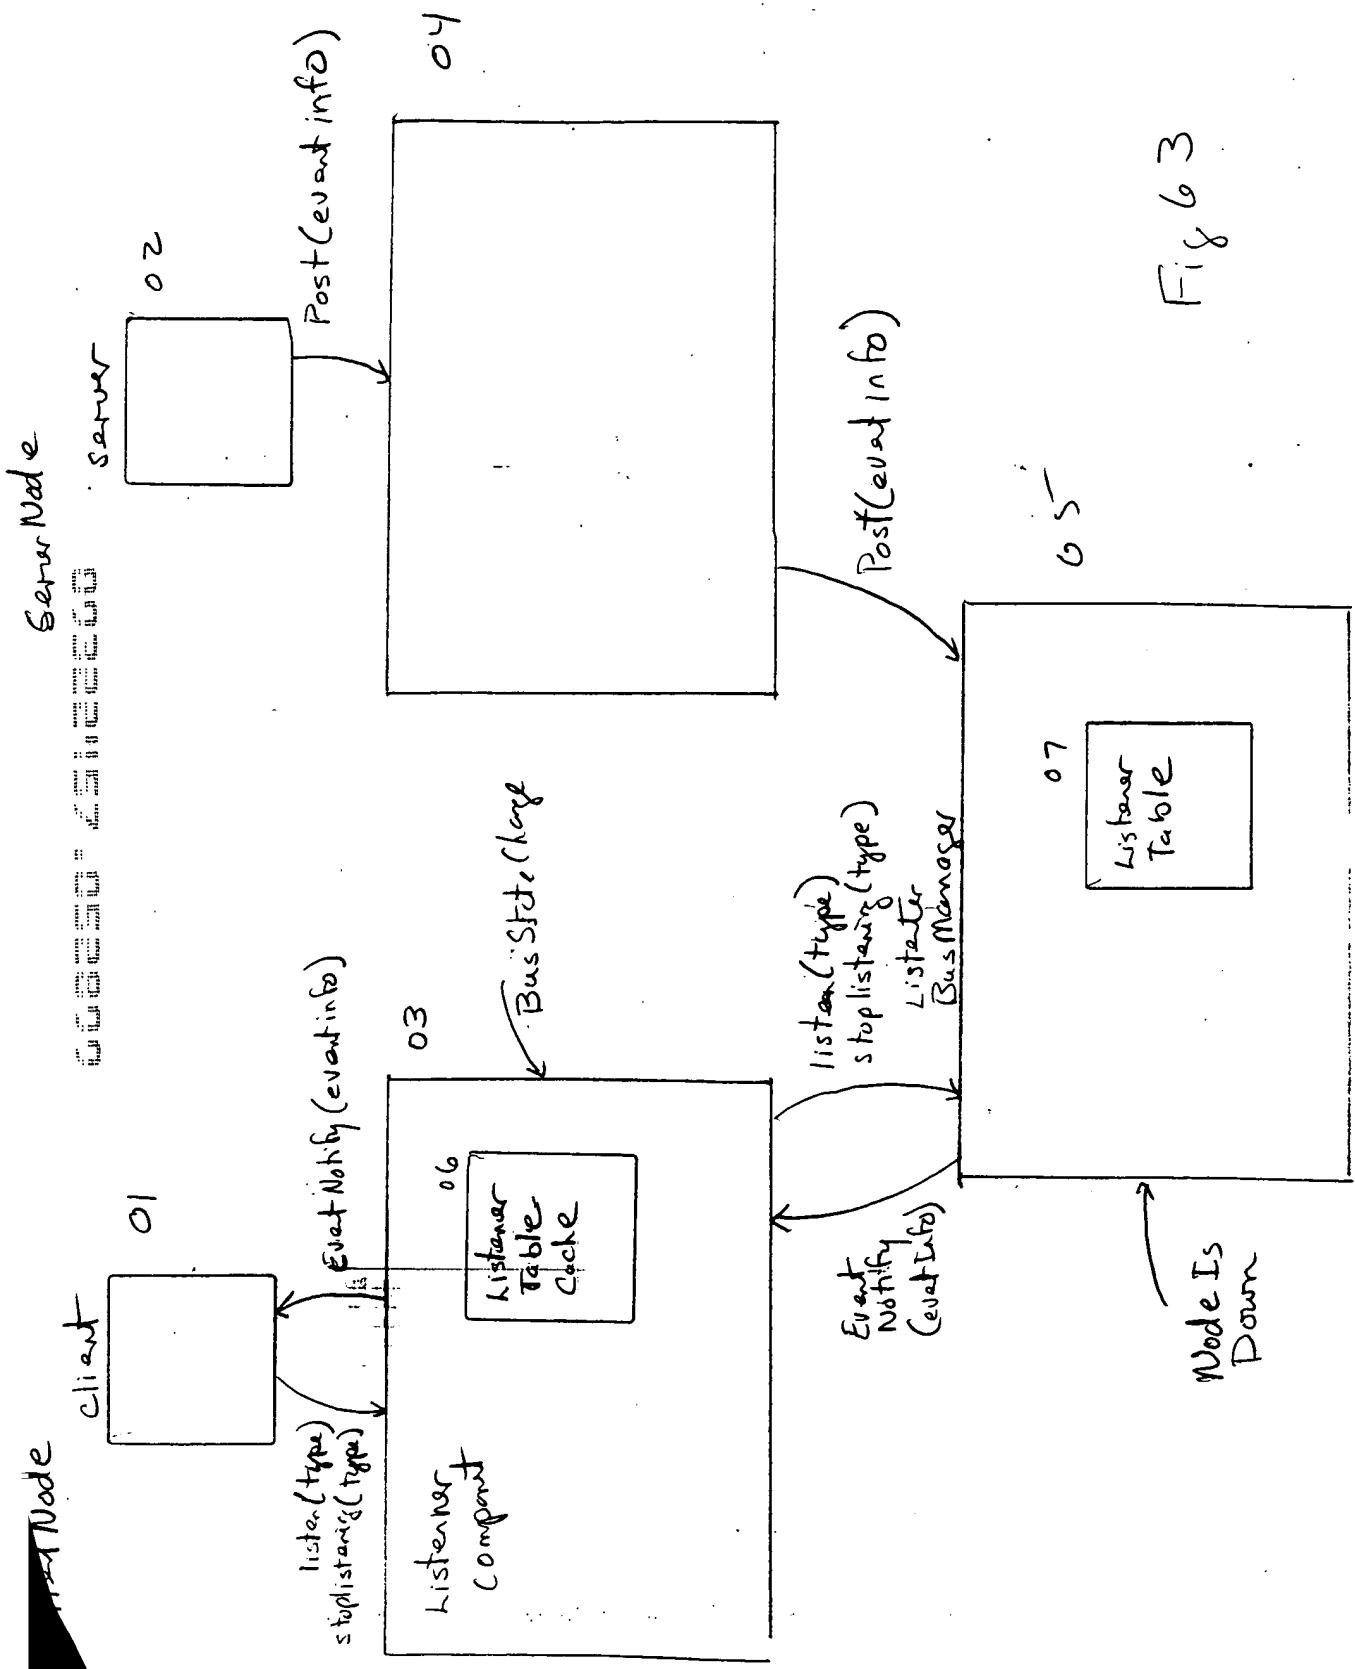 Server Node
client
01
server
02
listen(type)
stoplistening(type)
Event Notify (event info)
Post(event info)
03
04
Listener
Component
06
Listener
Table
Cache
Bus State Change
Event
Notify
(event Info)
listen(type)
stoplistening(type)
Listenter
Bus Manager
Post(event info)
05
07
Listener
Table
Node Is
Down
Fig 63